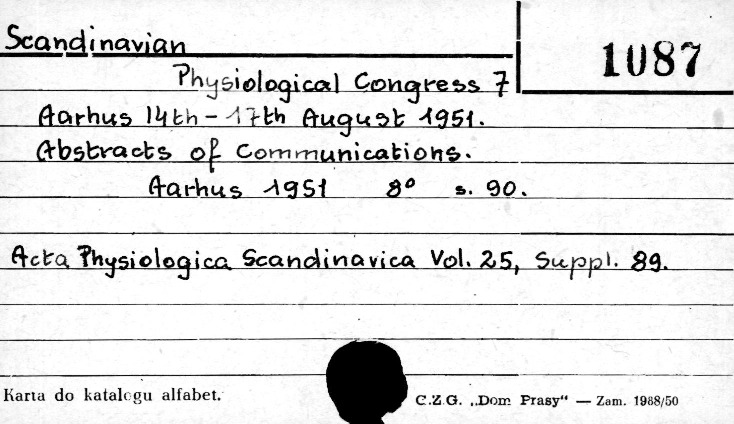 Scandinavian
1087
Physiological Congress 7
Aarhus 14th - 17th August 1951.
Abstracts of Communications.
Aarhus 1951 8° s. 90.
Acta Physiologica Scandinavica Vol. 25, Suppl. 89.
Karta do katalogu alfabet.
C.Z.G. „Dom Prasy“ — Zam. 1988/50